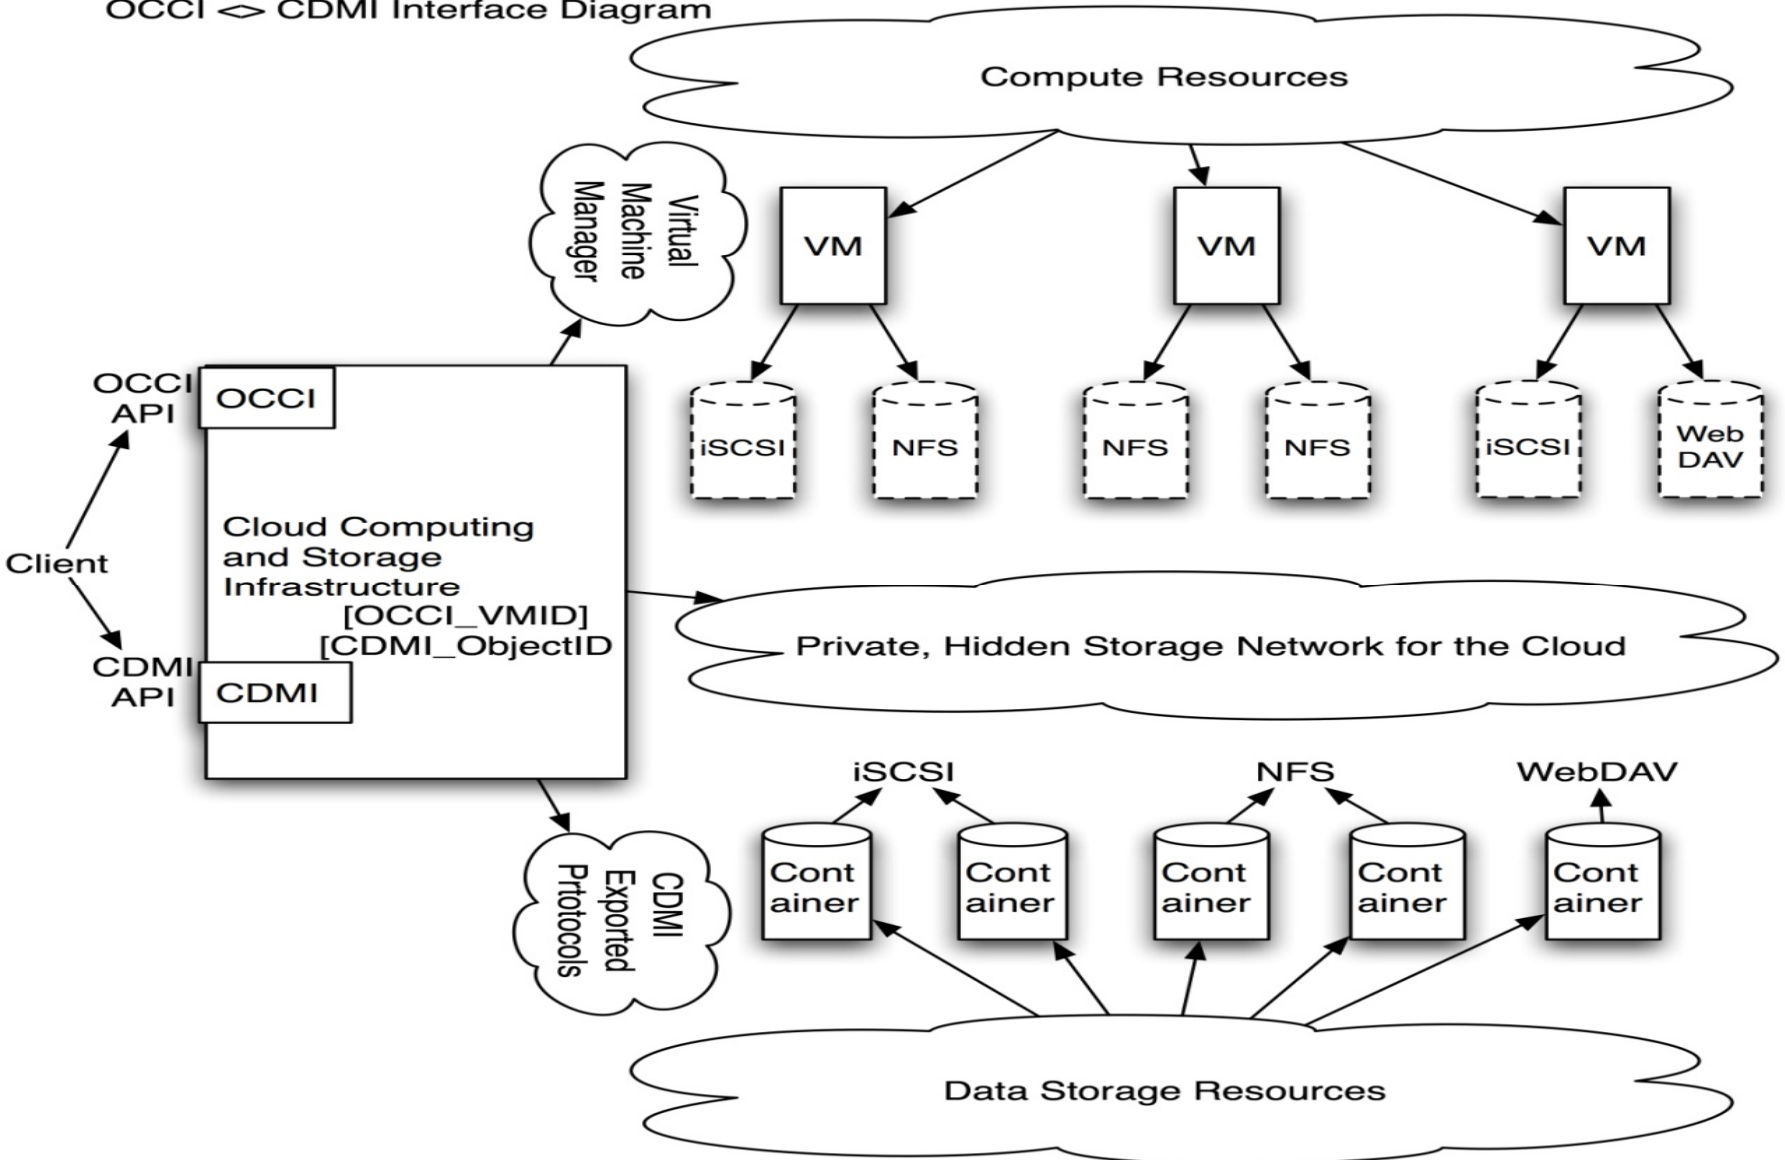 OCCI <> CDMI Interface Diagram
Compute Resources
Virtual
Machine
Manager
VM
VM
VM
OCCI
API
OCCI
iSCSI
NFS
NFS
NFS
iSCSI
Web
DAV
Cloud Computing
and Storage
Infrastructure
[OCCI_VMID]
[CDMI_ObjectID
Client
Private, Hidden Storage Network for the Cloud
CDMI
API
CDMI
iSCSI
NFS
WebDAV
CDMI
Exported
Prtotocols
Cont
ainer
Cont
ainer
Cont
ainer
Cont
ainer
Cont
ainer
Data Storage Resources